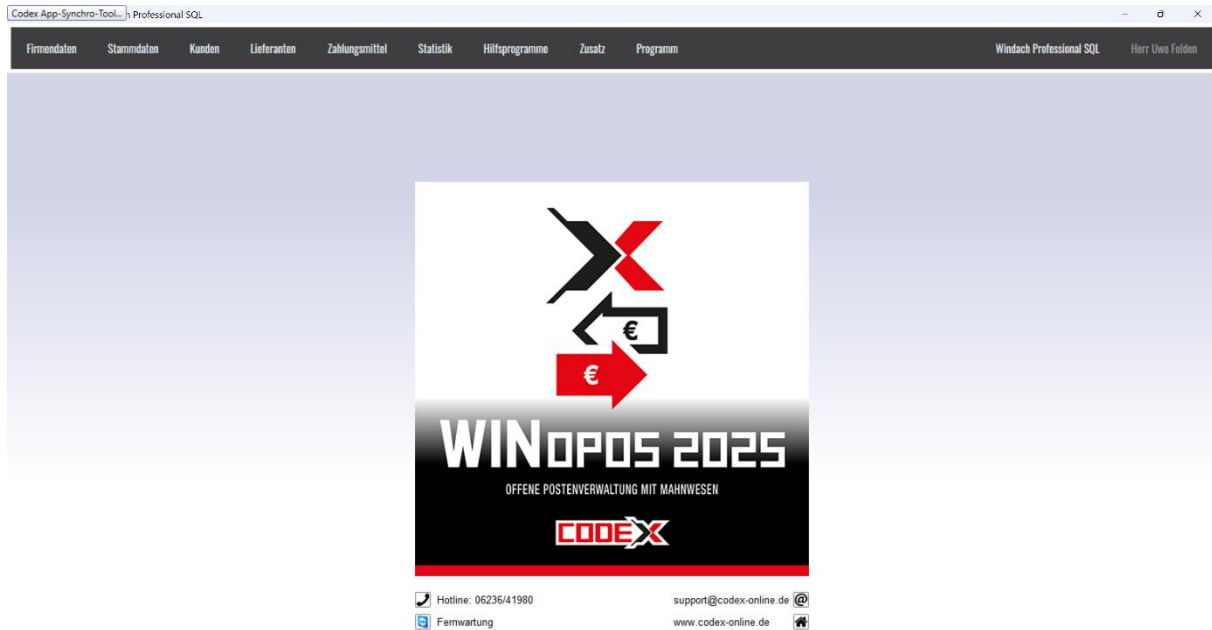 Codex App-Synchro-Tool... n Professional SQL
Firmendaten Stammdaten Kunden Lieferanten Zahlungsmittel Statistik Hilfsprogramme Zusatz Programm Windach Professional SQL Herr Uwe Felden
€
€
WINOPOS 2025
OFFENE POSTENVERWALTUNG MIT MAHNWESEN
CODEX
Hotline: 06236/41980 support@codex-online.de @
Fernwartung www.codex-online.de